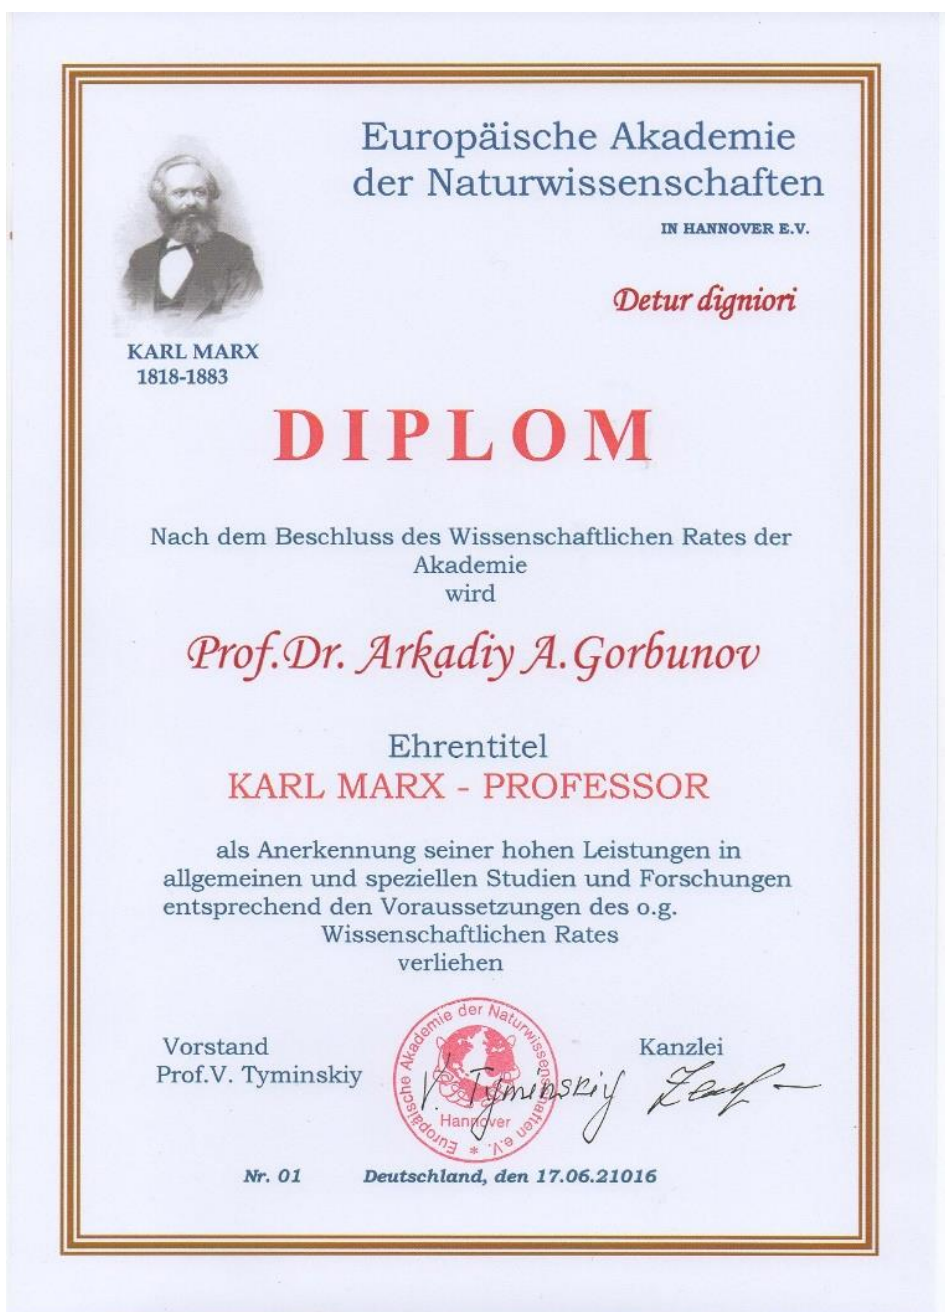 Europäische Akademie
der Naturwissenschaften
IN HANNOVER E.V.
Detur digniori
KARL MARX
1818-1883
DIPLOM
Nach dem Beschluss des Wissenschaftlichen Rates der
Akademie
wird
Prof.Dr. Arkadiy A.Gorbunov
Ehrentitel
KARL MARX - PROFESSOR
als Anerkennung seiner hohen Leistungen in
allgemeinen und speziellen Studien und Forschungen
entsprechend den Voraussetzungen des o.g.
Wissenschaftlichen Rates
verliehen
Vorstand
Prof.V. Tyminskiy
Europäische Akademie der Naturwissenschaften e.V. *
Hannover
V. Tyminskiy
Kanzlei
Nr. 01 Deutschland, den 17.06.21016